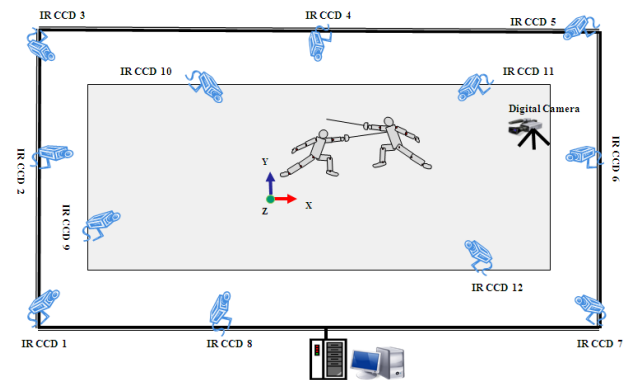 IR CCD 3
IR CCD 4
IR CCD 5
IR CCD 10
IR CCD 11
Digital Camera
IR CCD 2
IR CCD 6
Y
X
Z
IR CCD 9
IR CCD 12
IR CCD 1
IR CCD 8
IR CCD 7